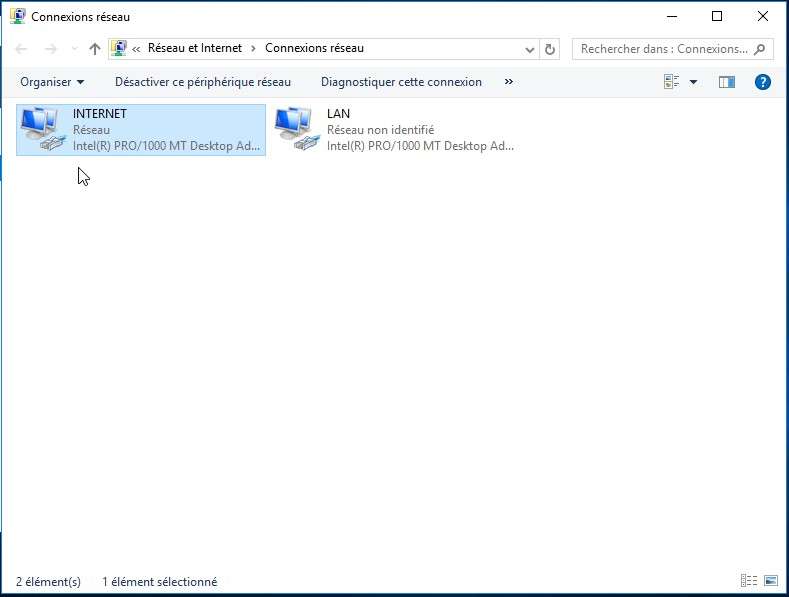 Connexions réseau
« Réseau et Internet > Connexions réseau
Rechercher dans : Connexions...
Organiser Désactiver ce périphérique réseau Diagnostiquer cette connexion »
INTERNET
Réseau
Intel(R) PRO/1000 MT Desktop Ad...
LAN
Réseau non identifié
Intel(R) PRO/1000 MT Desktop Ad...
2 élément(s) 1 élément sélectionné